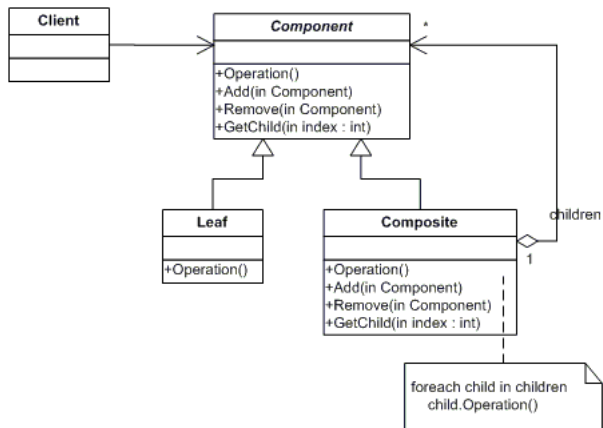 Client
Component
*
+Operation()
+Add(in Component)
+Remove(in Component)
+GetChild(in index : int)
children
Leaf
+Operation()
Composite
1
+Operation()
+Add(in Component)
+Remove(in Component)
+GetChild(in index : int)
foreach child in children
child.Operation()